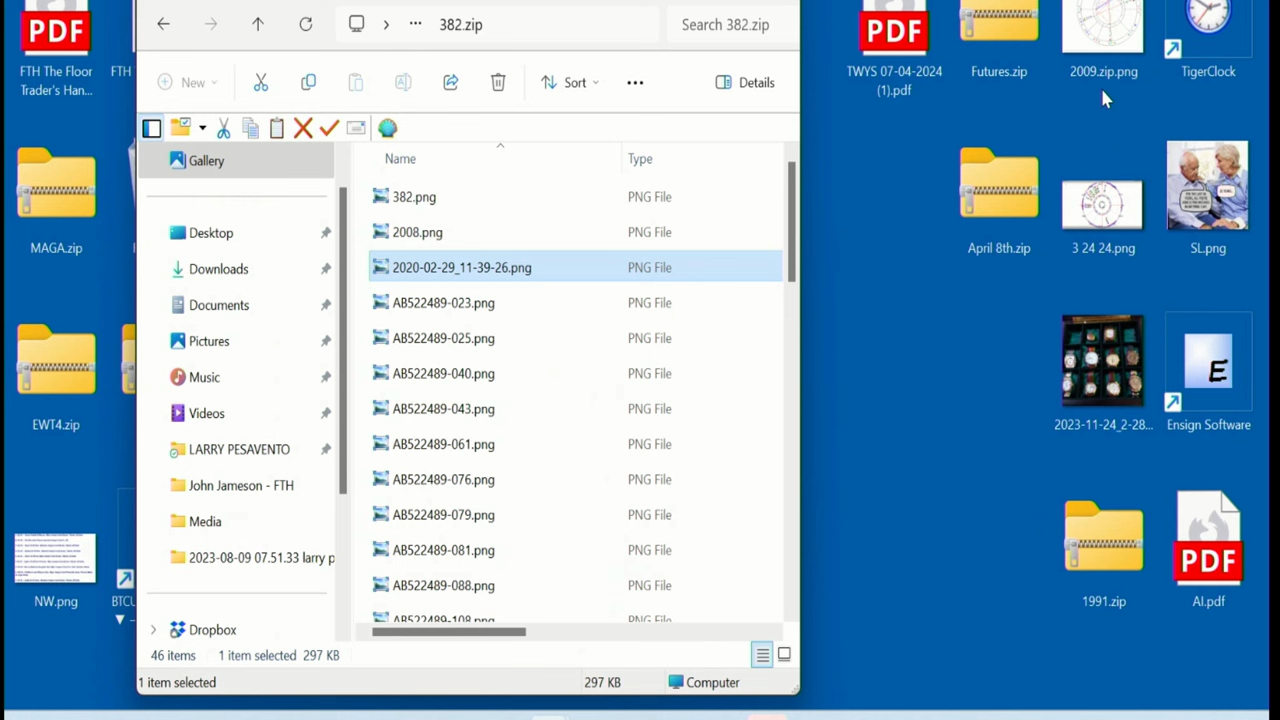 382.zip
Search 382.zip
New
Sort
Details
Gallery
Desktop
Downloads
Documents
Pictures
Music
Videos
LARRY PESAVENTO
John Jameson - FTH
Media
2023-08-09 07.51.33 larry p
Dropbox
Name
Type
382.png
PNG File
2008.png
PNG File
2020-02-29_11-39-26.png
PNG File
AB522489-023.png
PNG File
AB522489-025.png
PNG File
AB522489-040.png
PNG File
AB522489-043.png
PNG File
AB522489-061.png
PNG File
AB522489-076.png
PNG File
AB522489-079.png
PNG File
AB522489-081.png
PNG File
AB522489-088.png
PNG File
AB522489-108.png
46 items
1 item selected 297 KB
1 item selected
297 KB
Computer
PDF
FTH The Floor
Trader's Han...
FTH
MAGA.zip
EWT4.zip
NW.png
BTCU
PDF
TWYS 07-04-2024
(1).pdf
Futures.zip
2009.zip.png
TigerClock
April 8th.zip
3 24 24.png
SL.png
2023-11-24_2-28...
E
Ensign Software
1991.zip
PDF
AI.pdf